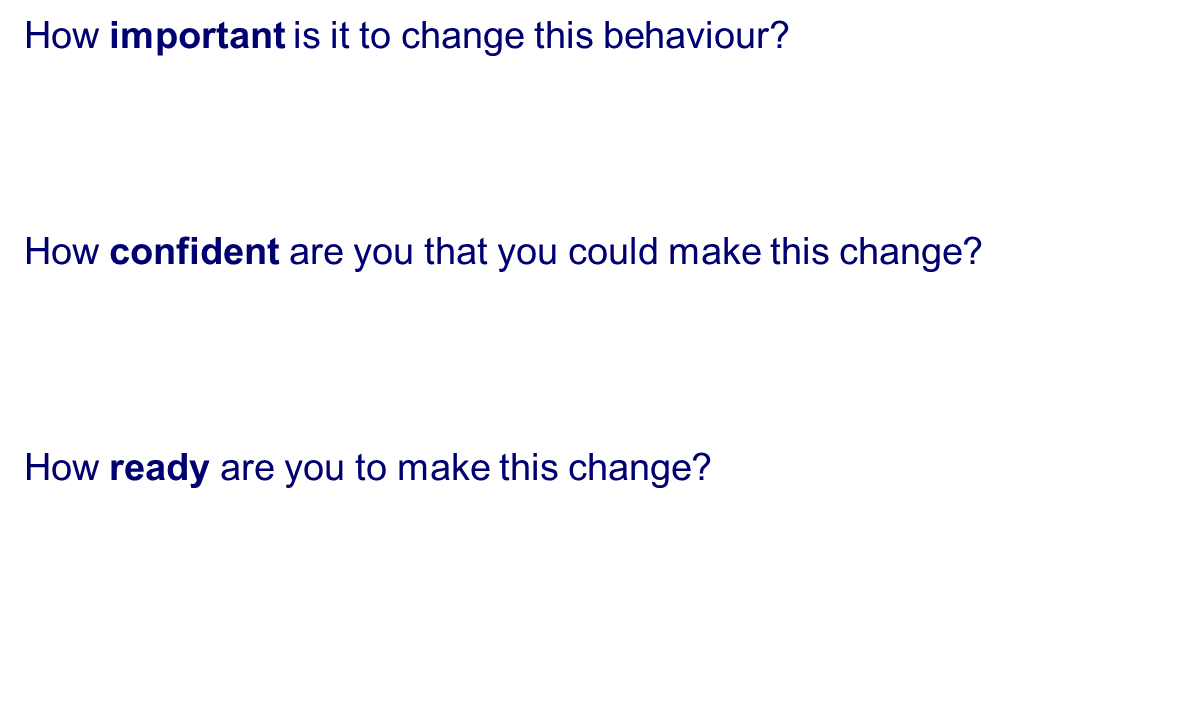 How important is it to change this behaviour?
How confident are you that you could make this change?
How ready are you to make this change?